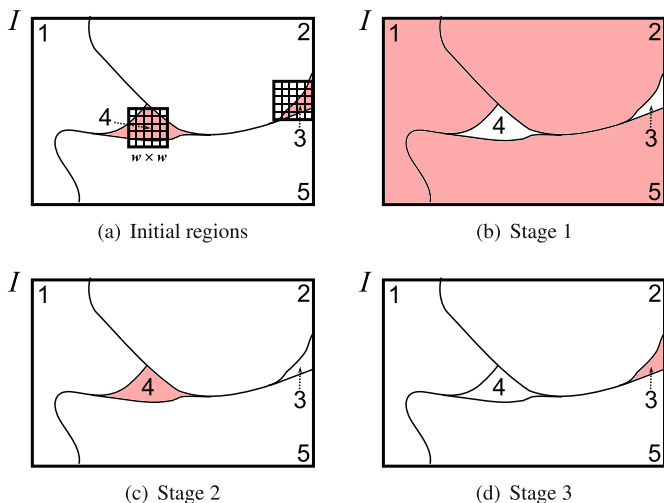 I 1 2 I 1 2
4 4
3 3
w × w
5 5
(a) Initial regions (b) Stage 1
I 1 2 I 1 2
4 4
3 3
5 5
(c) Stage 2 (d) Stage 3